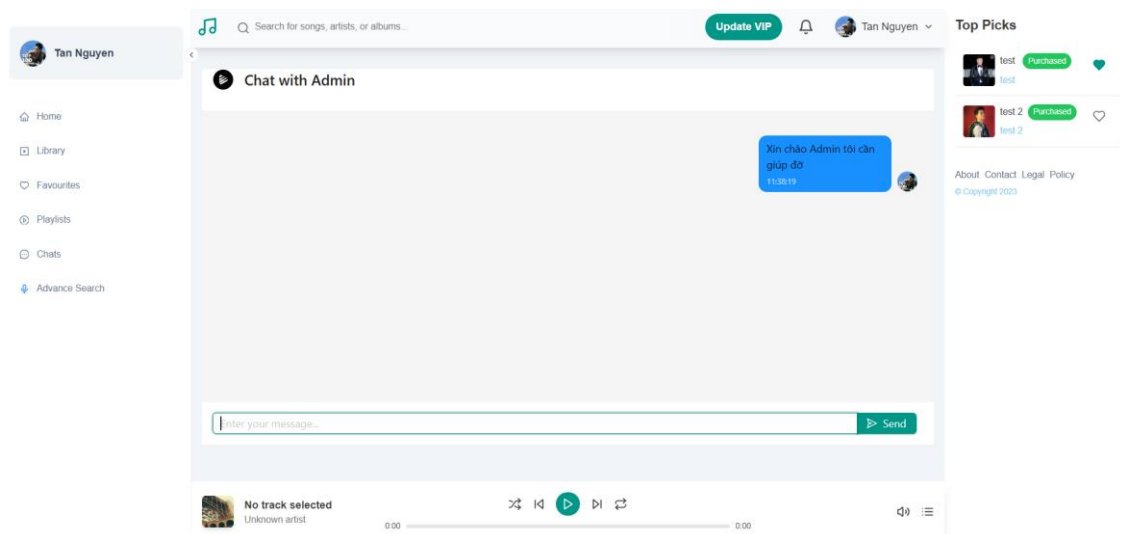 Tan Nguyen
Home
Library
Favourites
Playlists
Chats
Advance Search
Search for songs, artists, or albums...
Update VIP
Tan Nguyen
Chat with Admin
Xin chào Admin tôi cần
giúp đỡ
11:38:19
Enter your message...
Send
No track selected
Unknown artist
0:00
0:00
Top Picks
test Purchased
test
test 2 Purchased
test 2
About Contact Legal Policy
© Copyright 2023